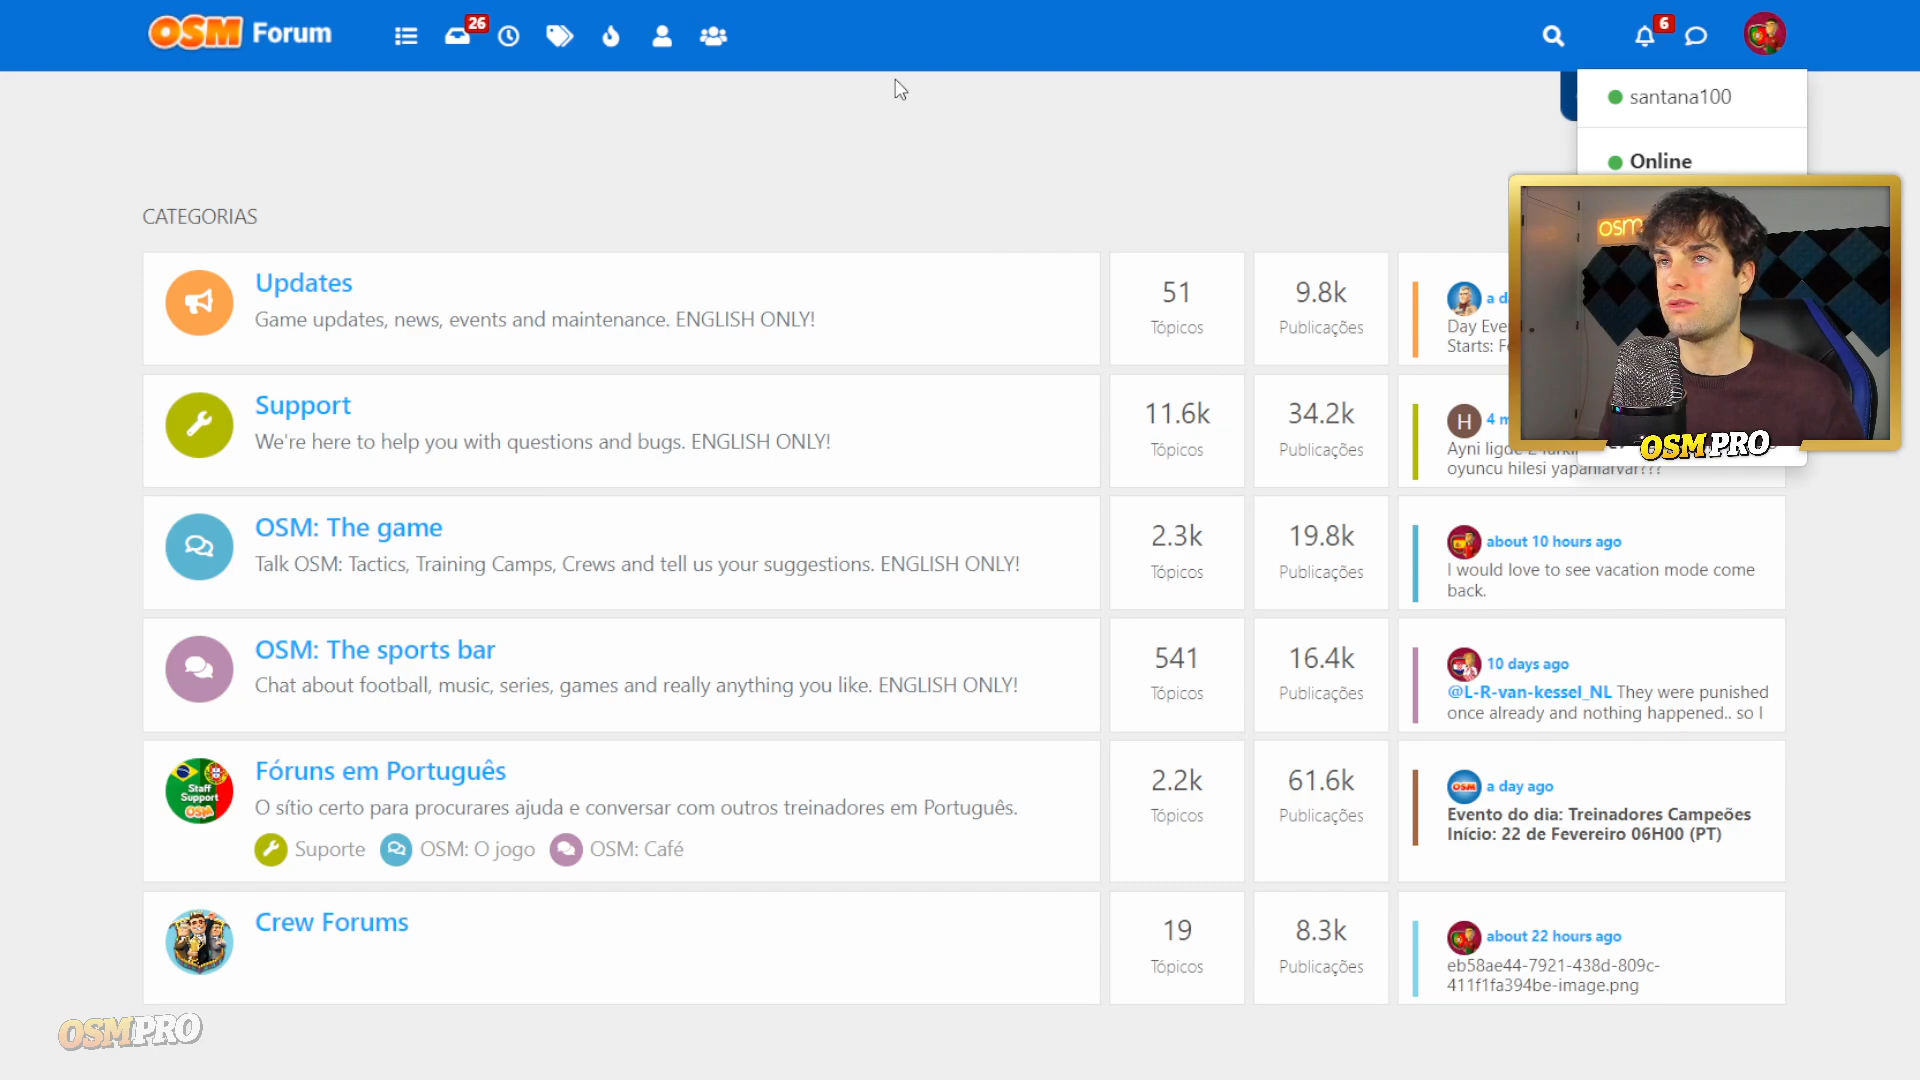 OSM Forum
26
6
santana100
Online
CATEGORIAS
Updates
Game updates, news, events and maintenance. ENGLISH ONLY!
51
Tópicos
9.8k
Publicações
a d
Day Eve
Starts: F
Support
We're here to help you with questions and bugs. ENGLISH ONLY!
11.6k
Tópicos
34.2k
Publicações
H
4 m
Ayni ligd
oyuncu hilesi yapanlarvar???
OSM: The game
Talk OSM: Tactics, Training Camps, Crews and tell us your suggestions. ENGLISH ONLY!
2.3k
Tópicos
19.8k
Publicações
about 10 hours ago
I would love to see vacation mode come
back.
OSM: The sports bar
Chat about football, music, series, games and really anything you like. ENGLISH ONLY!
541
Tópicos
16.4k
Publicações
10 days ago
@L-R-van-kessel_NL They were punished
once already and nothing happened.. so I
Staff
Support
OSM
Fóruns em Português
O sítio certo para procurares ajuda e conversar com outros treinadores em Português.
Suporte
OSM: O jogo
OSM: Café
2.2k
Tópicos
61.6k
Publicações
OSM
a day ago
Evento do dia: Treinadores Campeões
Início: 22 de Fevereiro 06H00 (PT)
Crew Forums
19
Tópicos
8.3k
Publicações
about 22 hours ago
eb58ae44-7921-438d-809c-
411f1fa394be-image.png
osm
OSMPRO
OSMPRO